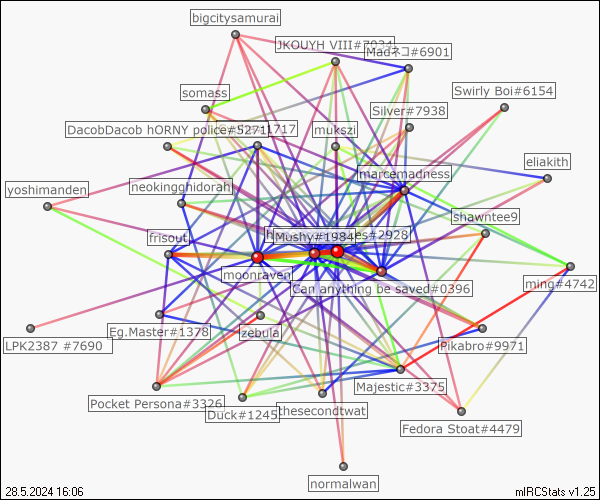 bigcitysamurai
JKOUYH VIII#7934
Madネコ#6901
somass
Swirly Boi#6154
Silver#7938
DacobDacob hORNY police#5271
1717
mukszi
eliakith
marcemadness
yoshimanden
neokingghidorah
shawntee9
frisout
Mushy#1984
es#2928
moonraven
Can anything be saved#0396
ming#4742
Eg.Master#1378
zebula
LPK2387 #7690
Pikabro#9971
Majestic#3375
Pocket Persona#3326
Duck#1245
thesecondtwat
Fedora Stoat#4479
normalwan
28.5.2024 16:06
mIRCStats v1.25